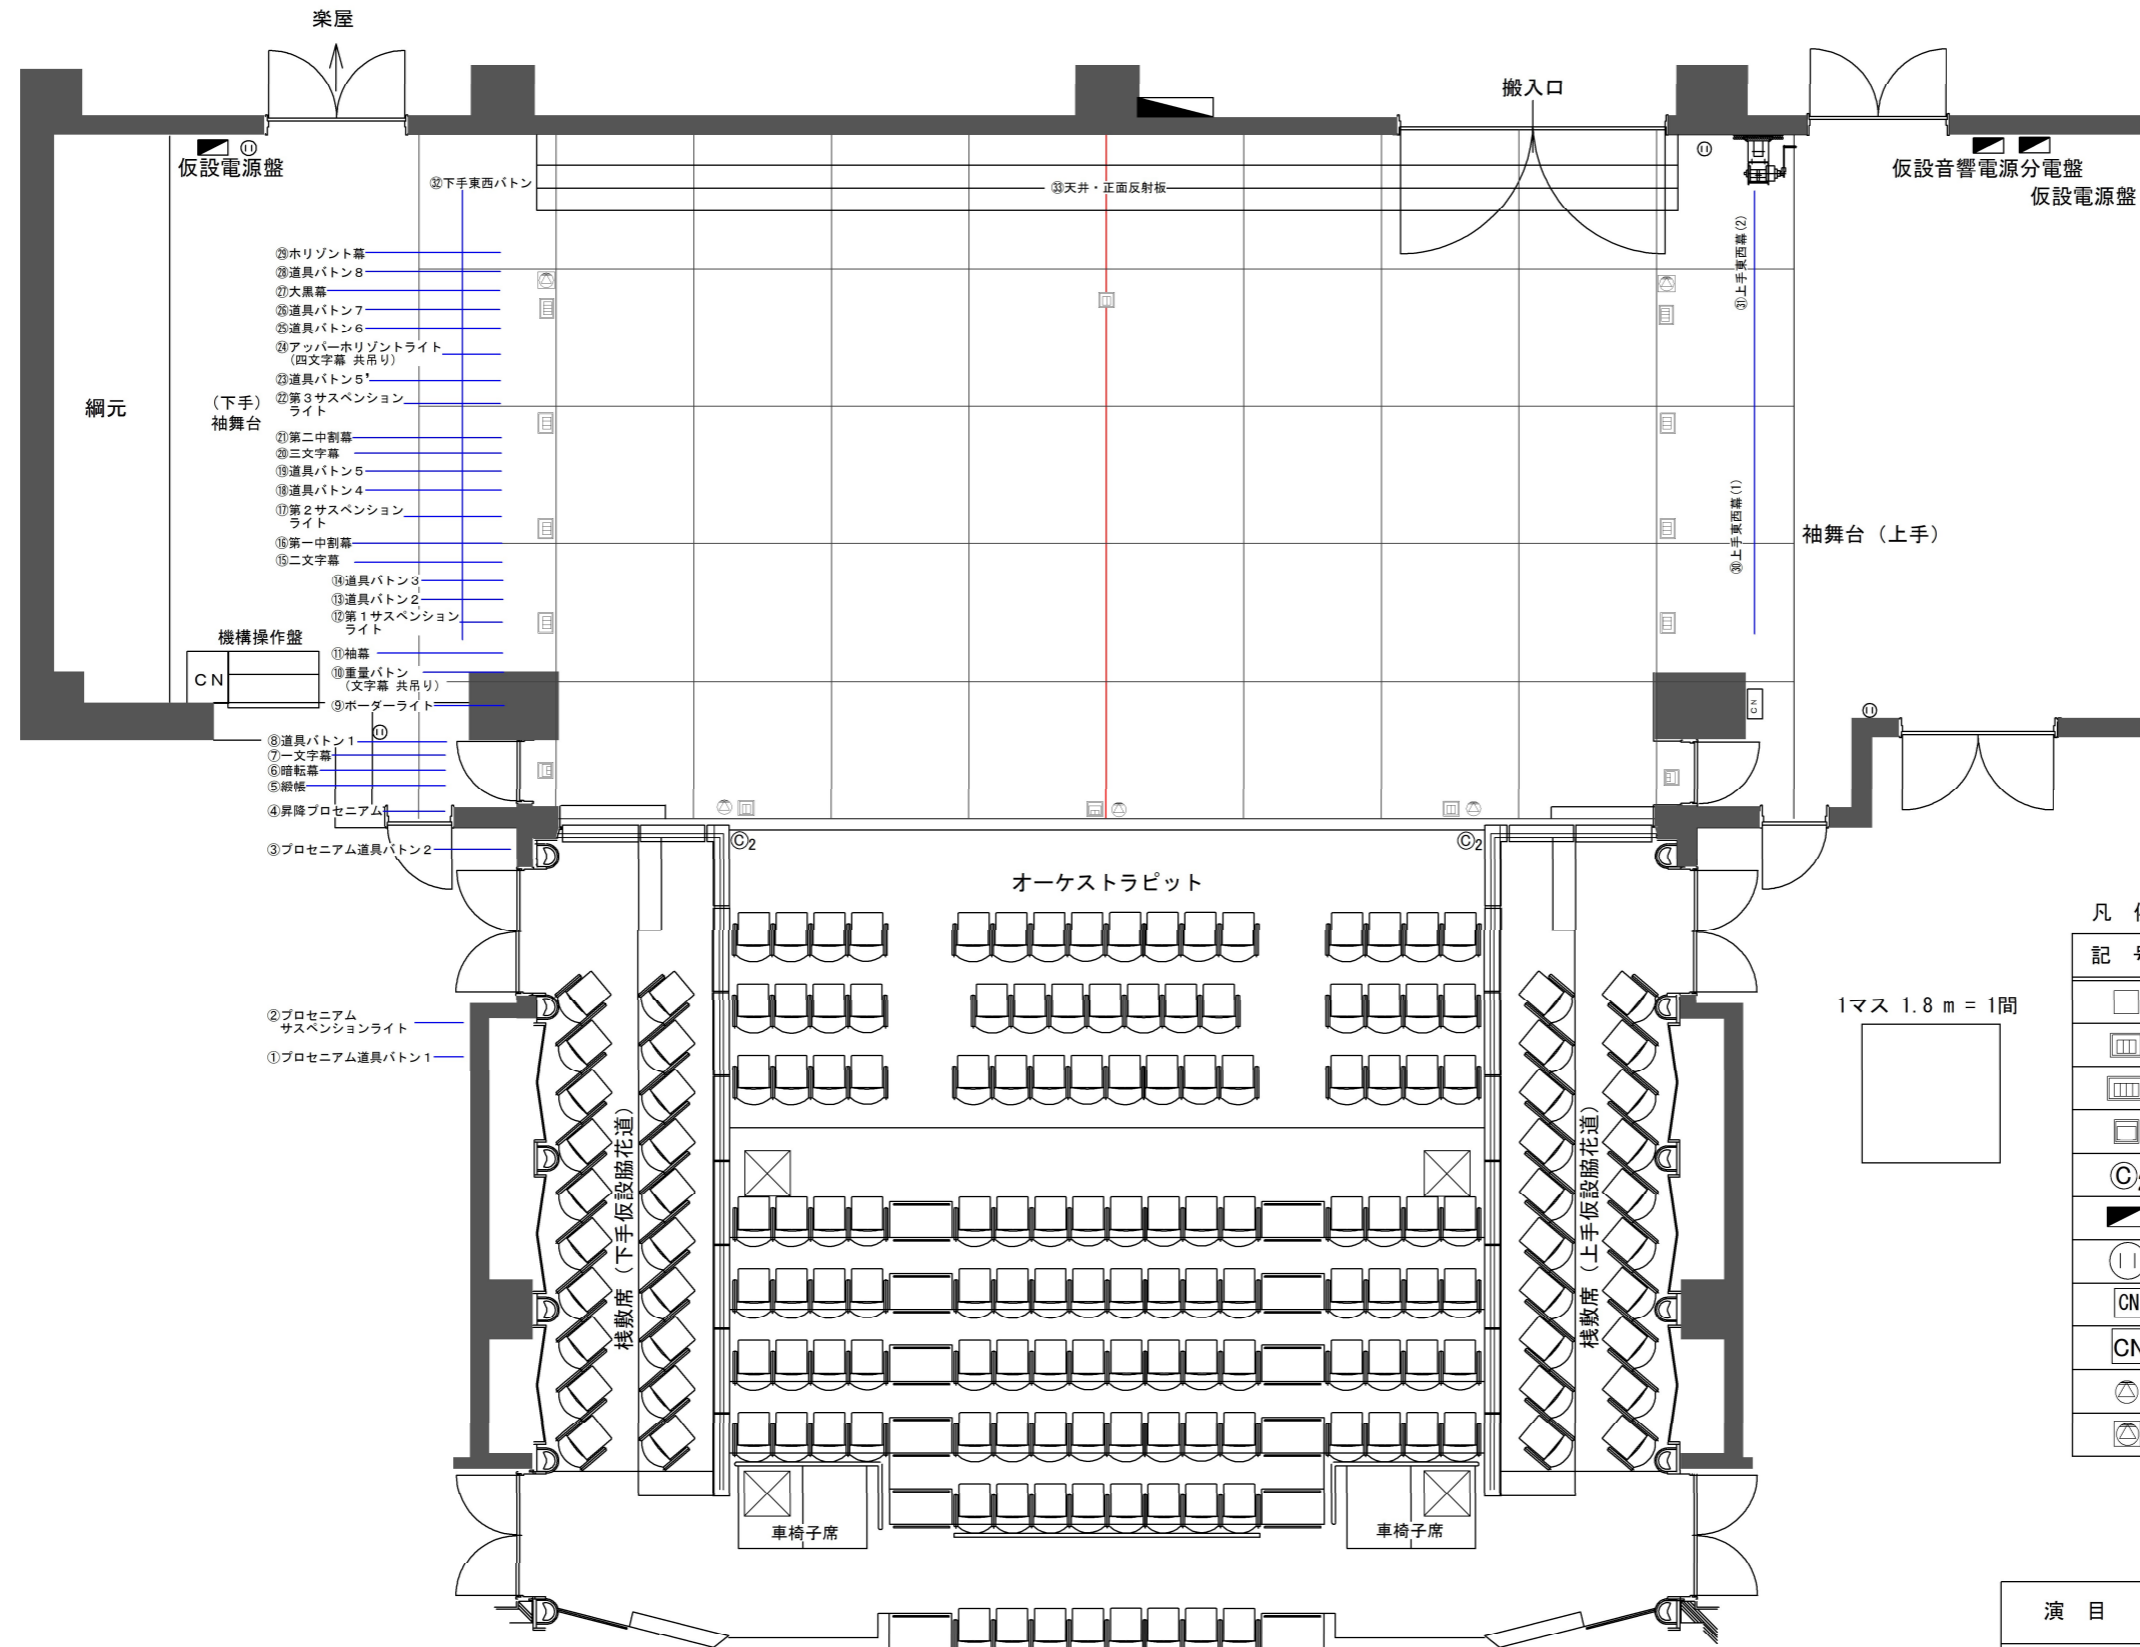 楽屋
搬入口
仮設電源盤
㉜下手東西バトン
㉝天井・正面反射板
仮設音響電源分電盤
仮設電源盤
㉛上手東西幕(2)
㉙ホリゾント幕
㉘道具バトン8
㉗大黒幕
㉖道具バトン7
㉕道具バトン6
㉔アッパーホリゾントライト
(四文字幕 共吊り)
㉓道具バトン5’
㉒第3サスペンション
ライト
綱元
(下手)
袖舞台
㉑第二中割幕
⑳三文字幕
⑲道具バトン5
⑱道具バトン4
⑰第2サスペンション
ライト
⑯第一中割幕
⑮二文字幕
⑭道具バトン3
⑬道具バトン2
⑫第1サスペンション
ライト
㉚上手東西幕(1)
袖舞台(上手)
機構操作盤
CN
⑪袖幕
⑩重量バトン
(文字幕 共吊り)
⑨ボーダーライト
CN
⑧道具バトン1
⑦一文字幕
⑥暗転幕
⑤緞帳
④昇降プロセニアム
③プロセニアム道具バトン2
Ⓒ2
Ⓒ2
オーケストラピット
②プロセニアム
サスペンションライト
①プロセニアム道具バトン1
桟敷席(下手仮設脇花道)
桟敷席(上手仮設脇花道)
1マス 1.8m = 1間
凡
記
Ⓒ
CN
CN
車椅子席
車椅子席
演 目